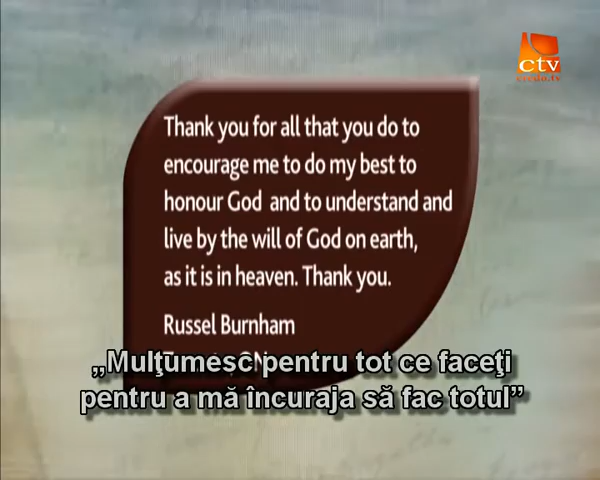 ctv
credo.tv
Thank you for all that you do to
encourage me to do my best to
honour God and to understand and
live by the will of God on earth,
as it is in heaven. Thank you.
Russel Burnham
„Mulţumesc pentru tot ce faceţi
pentru a mă încuraja să fac totul”